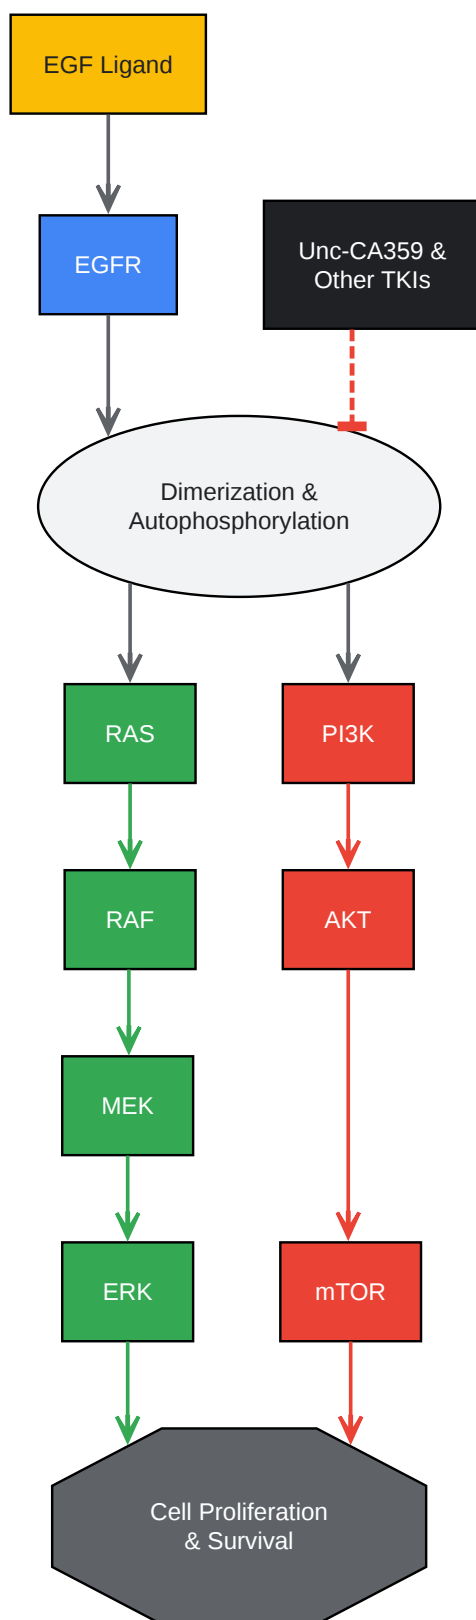 EGF Ligand
EGFR
Unc-CA359 &
Other TKIs
Dimerization &
Autophosphorylation
RAS
PI3K
RAF
AKT
MEK
ERK
mTOR
Cell Proliferation
& Survival